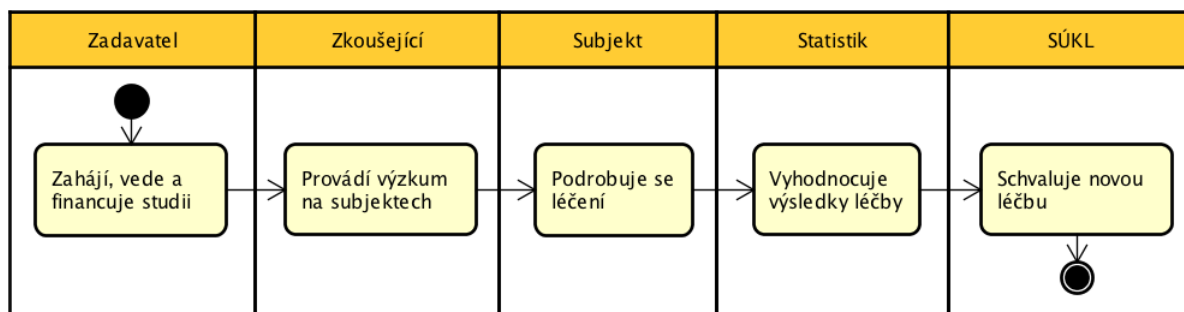 Zadavatel
Zkoušející
Subjekt
Statistik
SÚKL
Zahájí, vede a
financuje studii
Provádí výzkum
na subjektech
Podrobuje se
léčení
Vyhodnocuje
výsledky léčby
Schvaluje novou
léčbu